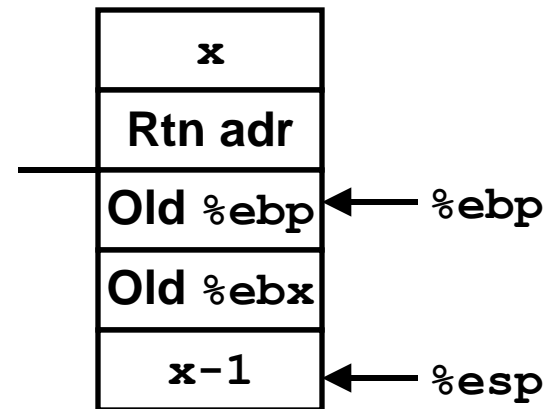 x
Rtn adr
Old %ebp
%ebp
Old %ebx
x-1
%esp